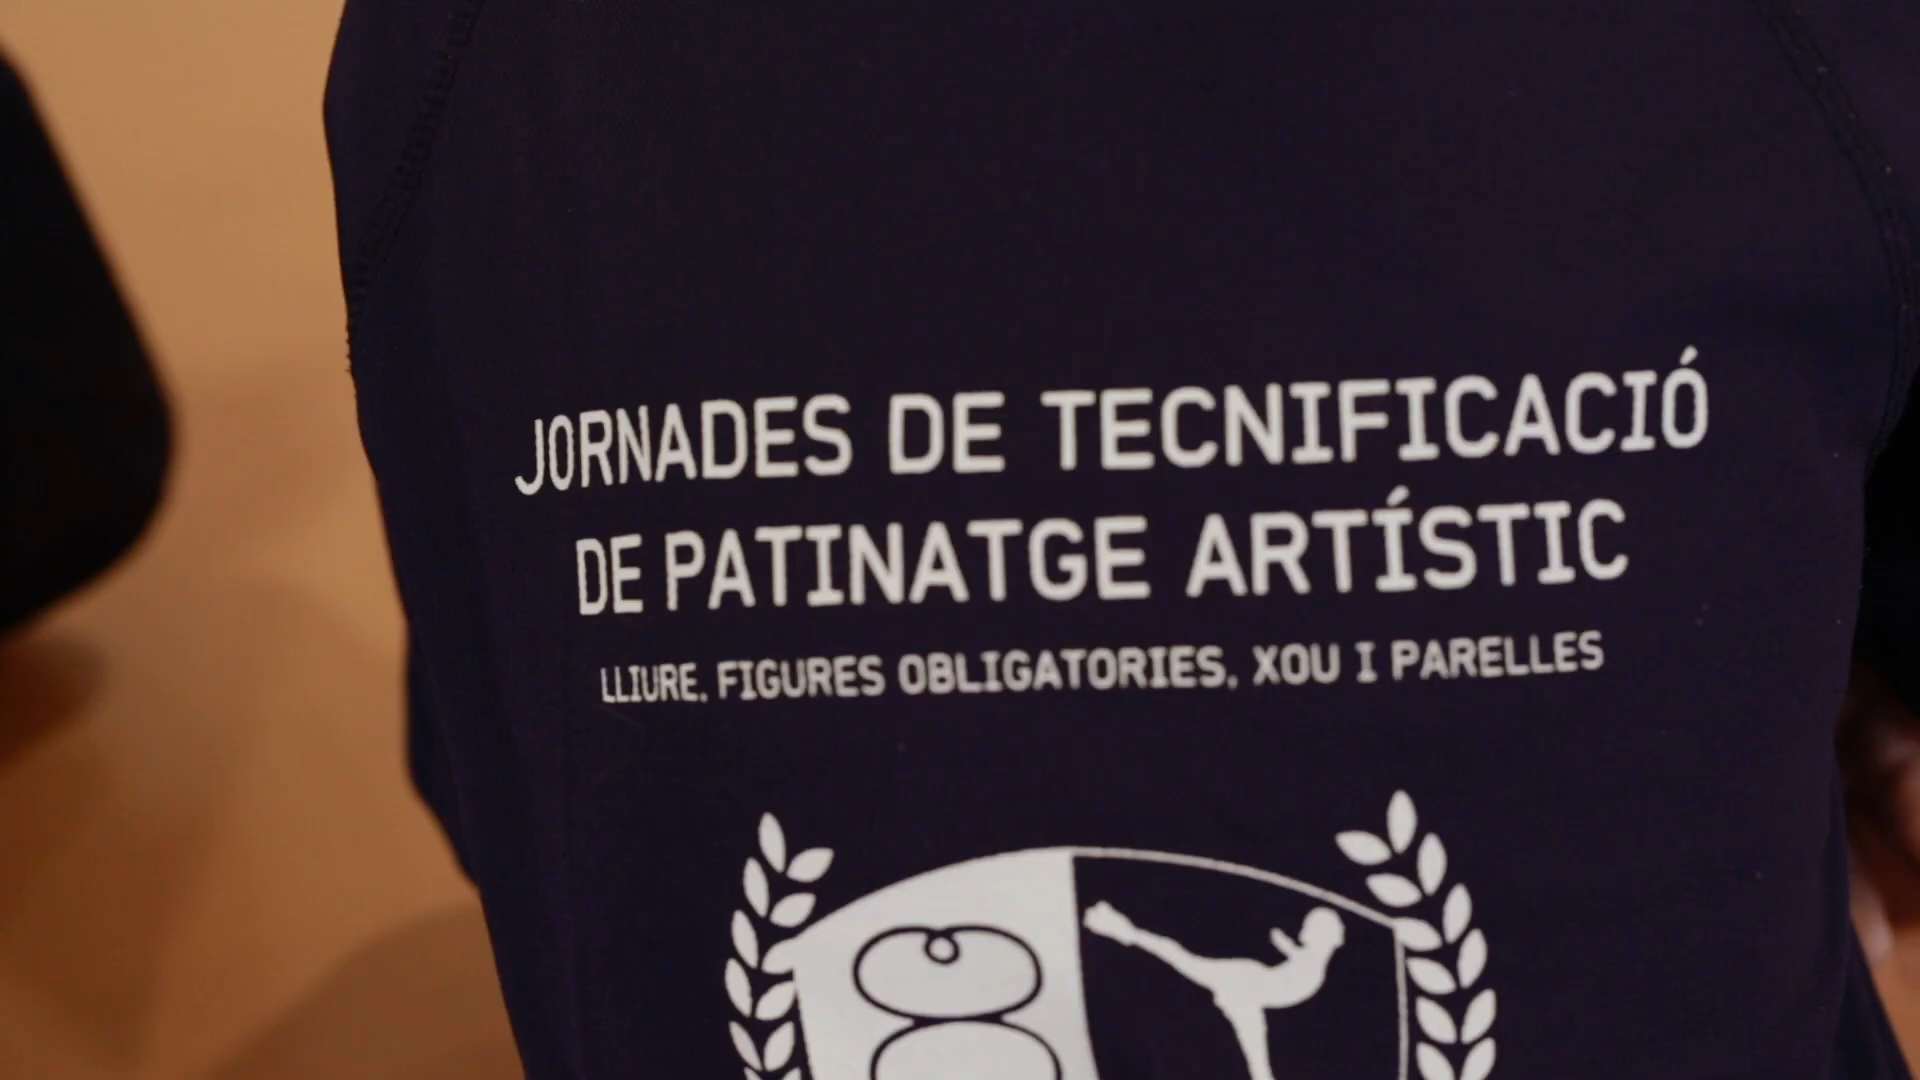 JORNADES DE TECNIFICACIÓ
DE PATINATGE ARTÍSTIC
LLIURE, FIGURES OBLIGATORIES, XOU I PARELLES